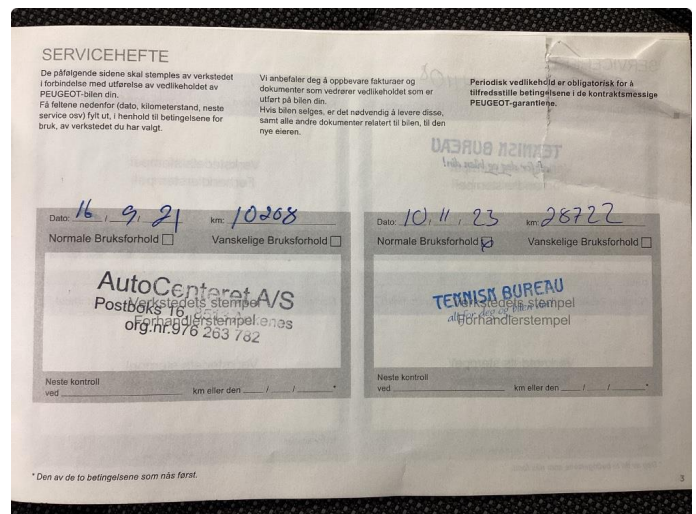 SERVICEHEFTE
De påfølgende sidene skal stemples av verkstedet
i forbindelse med utførelse av vedlikeholdet av
PEUGEOT-bilen din.
Få feltene nedenfor (dato, kilometerstand, neste
service osv) fylt ut, i henhold til betingelsene for
bruk, av verkstedet du har valgt.
Vi anbefaler deg å oppbevare fakturaer og
dokumenter som vedrører vedlikeholdet som er
utført på bilen din.
Hvis bilen selges, er det nødvendig å levere disse,
samt alle andre dokumenter relatert til bilen, til den
nye eieren.
Periodisk vedlikehold er obligatorisk for å
tilfredsstille betingelsene i de kontraktsmessige
PEUGEOT-garantiene.
Dato: 16, 9, 21 km: 10268
Normale Bruksforhold Vanskelige Bruksforhold
AutoCenteret A/S
Verkstedets stempel
Postboks 16
Forhandlerstempel
org.nr.976 263 782
Neste kontroll
ved km eller den / / *
Dato: 10, 11, 23 km: 28722
Normale Bruksforhold Vanskelige Bruksforhold
TEKNISK BUREAU
Verkstedets stempel
alt for deg og bilen din!
Forhandlerstempel
Neste kontroll
ved km eller den / / *
* Den av de to betingelsene som nås først.
3